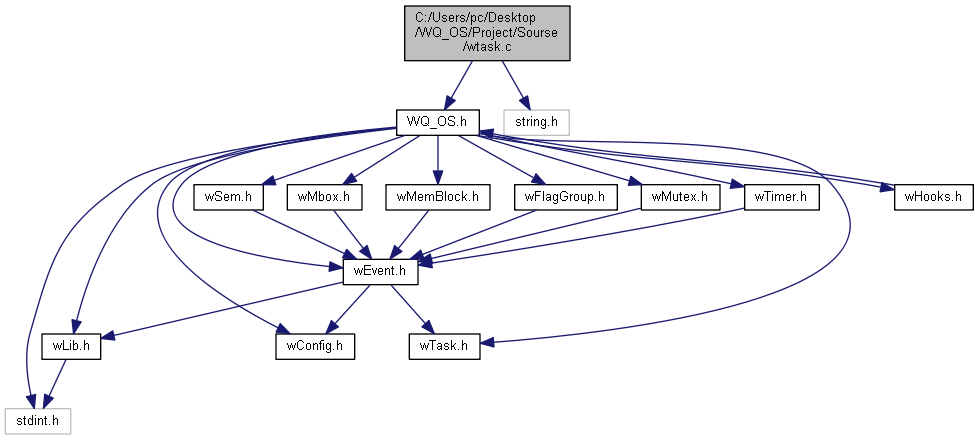 C:/Users/pc/Desktop
/WQ_OS/Project/Sourse
/wtask.c
WQ_OS.h
string.h
wSem.h
wMbox.h
wMemBlock.h
wFlagGroup.h
wMutex.h
wTimer.h
wHooks.h
wEvent.h
wLib.h
wConfig.h
wTask.h
stdint.h